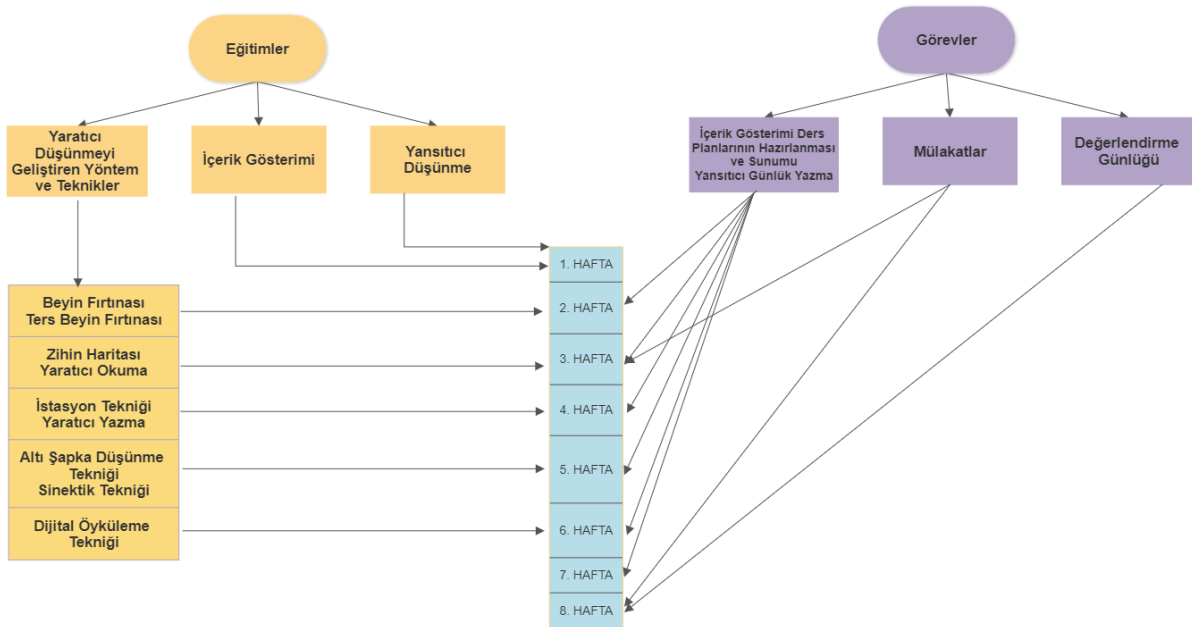 Eğitimler
Görevler
Yaratıcı
Düşünmeyi
Geliştiren Yöntem
ve Teknikler
İçerik Gösterimi
Yansıtıcı
Düşünme
İçerik Gösterimi Ders
Planlarının Hazırlanması
ve Sunumu
Yansıtıcı Günlük Yazma
Mülakatlar
Değerlendirme
Günlüğü
1. HAFTA
Beyin Fırtınası
Ters Beyin Fırtınası
2. HAFTA
Zihin Haritası
Yaratıcı Okuma
3. HAFTA
İstasyon Tekniği
Yaratıcı Yazma
4. HAFTA
Altı Şapka Düşünme
Tekniği
Sinektik Tekniği
5. HAFTA
Dijital Öyküleme
Tekniği
6. HAFTA
7. HAFTA
8. HAFTA